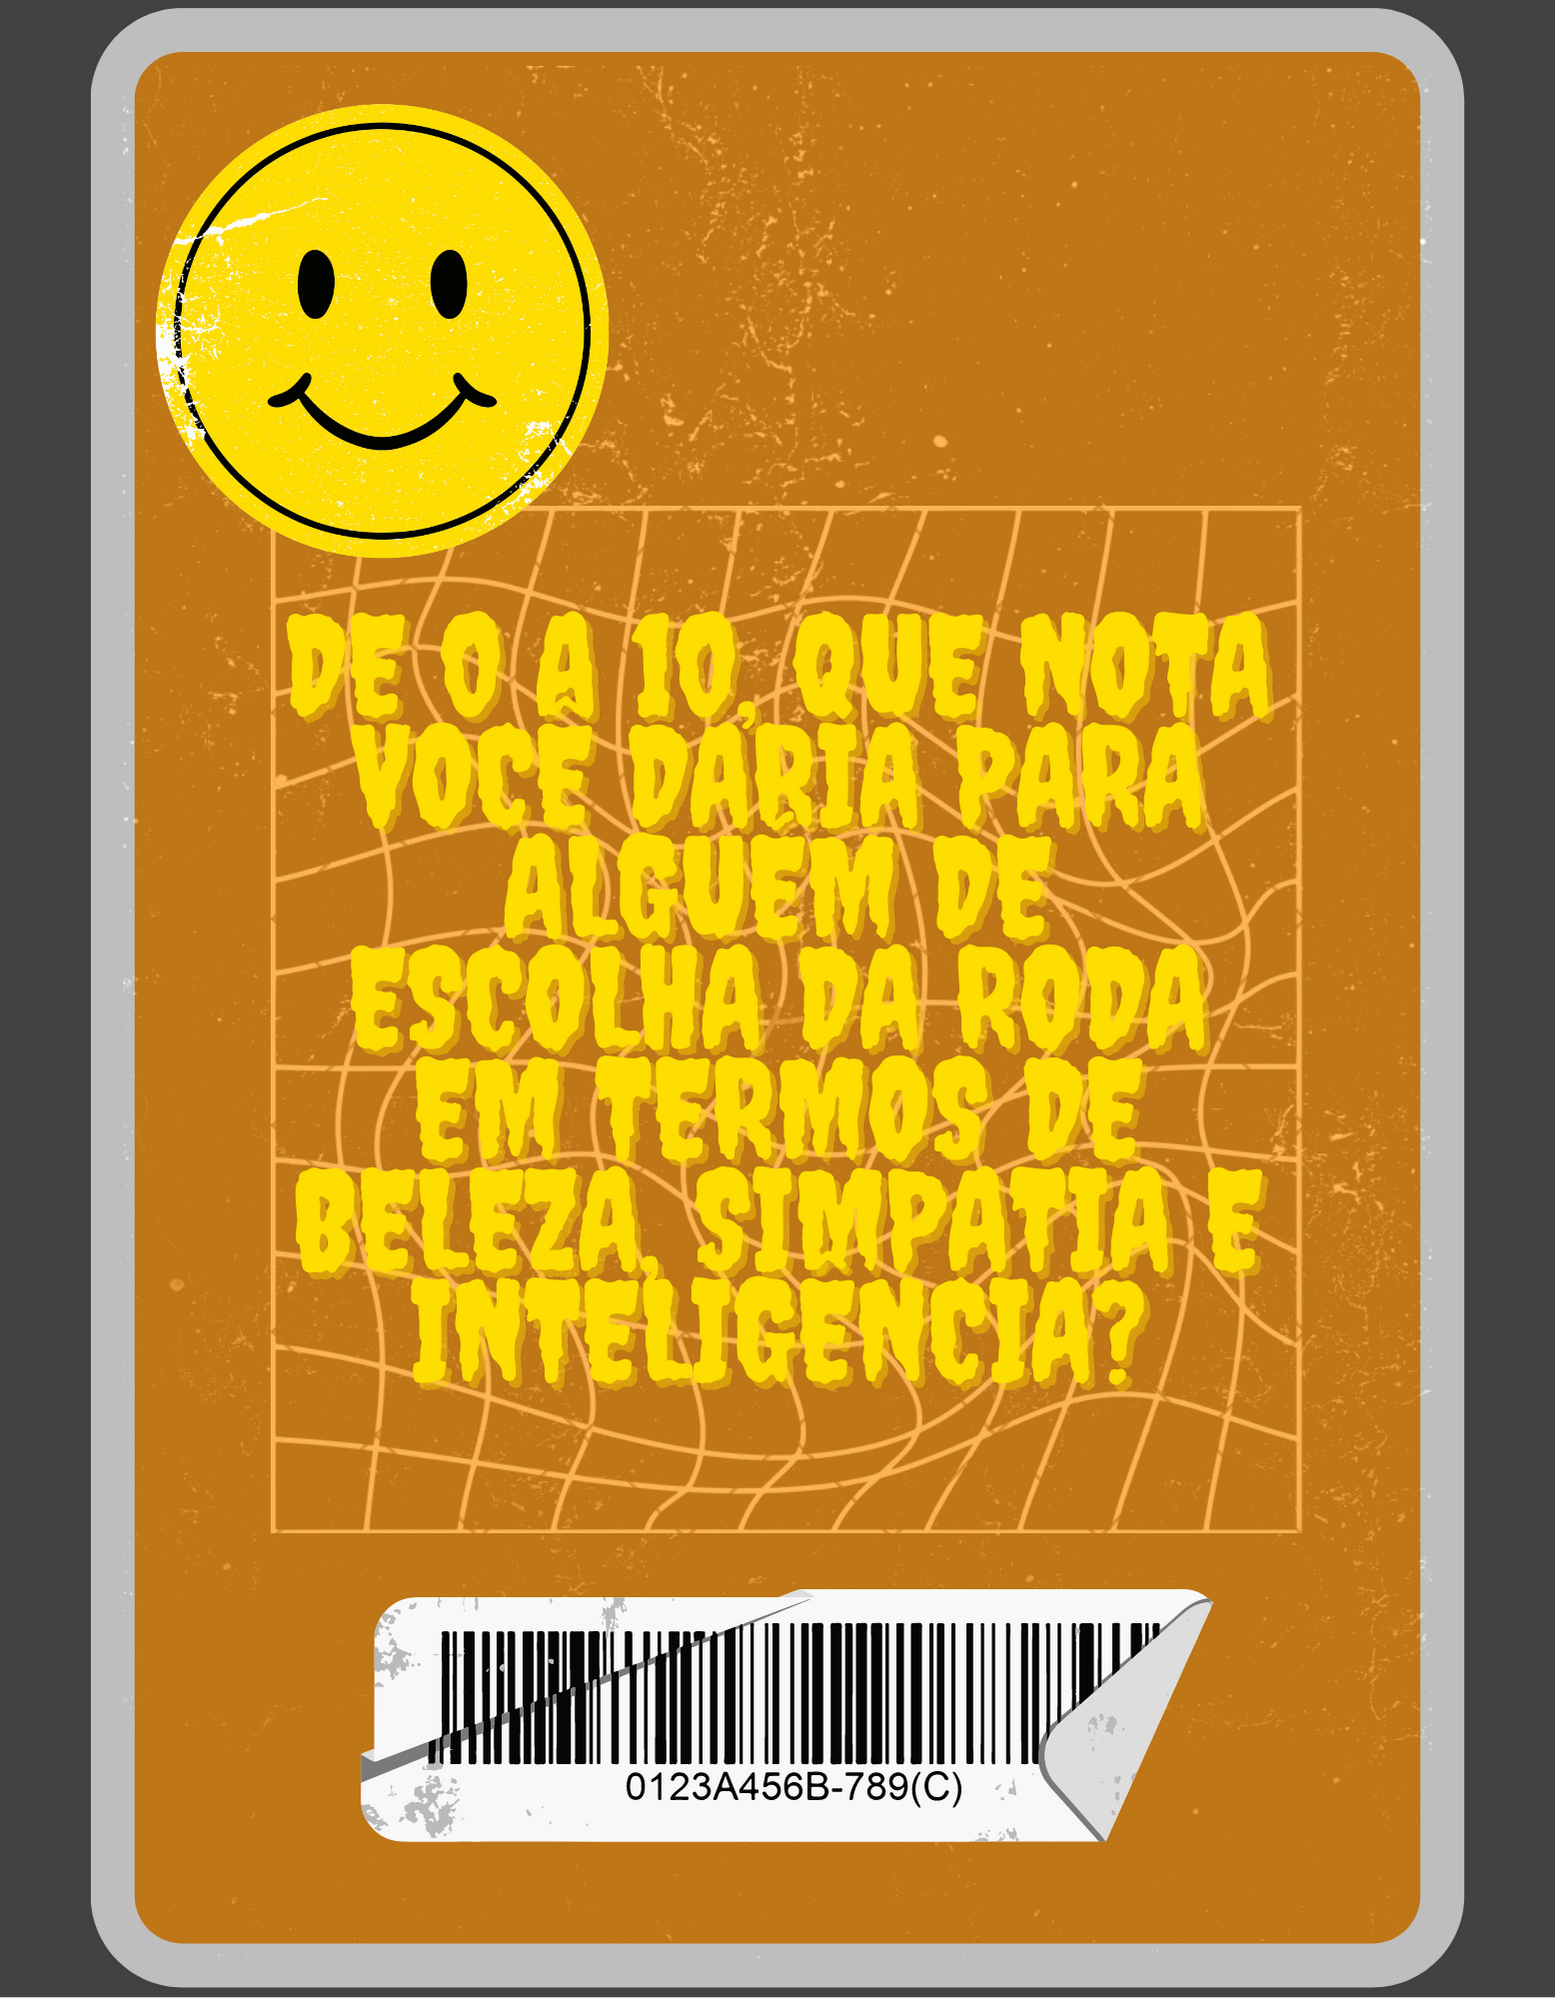 DE 0 A 10, QUE NOTA
VOCÊ DARIA PARA
ALGUÉM DE
ESCOLHA DA RODA
EM TERMOS DE
BELEZA, SIMPATIA E
INTELIGENCIA?
0123A456B-789(C)